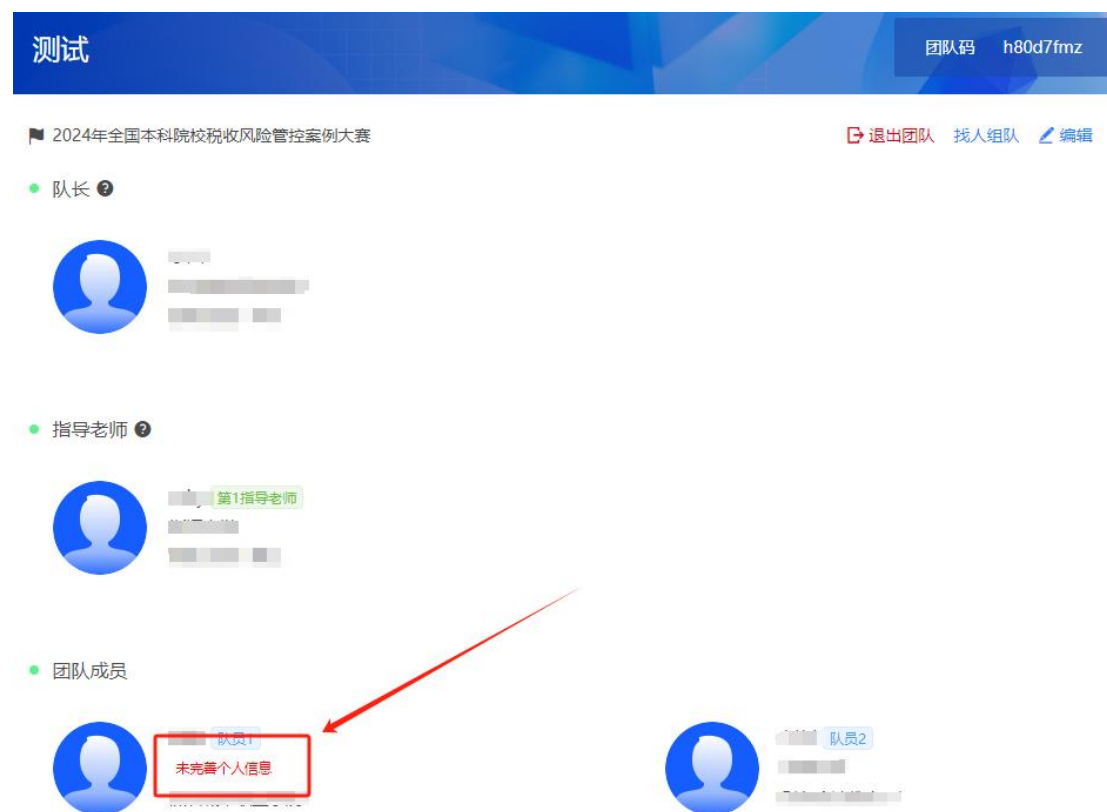 测试
团队码 h80d7fmz
2024年全国本科院校税收风险管控案例大赛
退出团队 找人组队 编辑
队长
指导老师
第1指导老师
团队成员
队员1 队员2
未完善个人信息